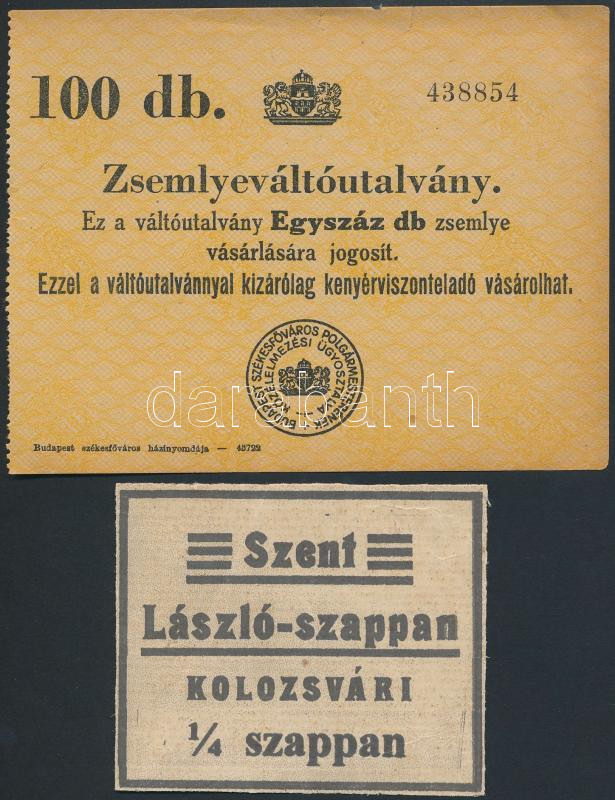 100 db.
438854
Zsemlyeváltóutalvány.
Ez a váltóutalvány Egyszáz db zsemlye
vásárlására jogosít.
Ezzel a váltóutalvánnyal kizárólag kenyérviszonteladó vásárolhat.
BUDAPEST SZÉKESFŐVÁROS POLGÁRMESTERÉNEK
KÖZÉLELMEZÉSI ÜGYOSZTÁLYA
darabanth
Budapest székesfőváros házinyomdája — 45722
Szent
László-szappan
KOLOZSVÁRI
¼ szappan